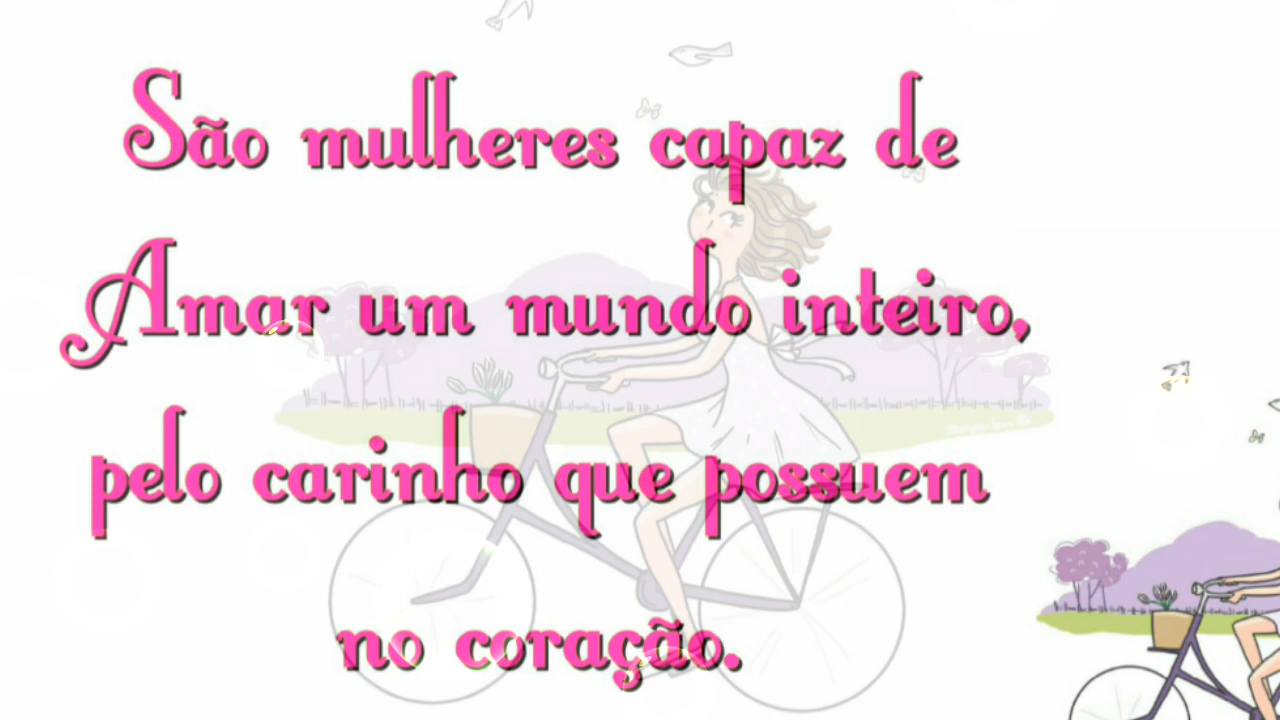 São mulheres capaz de
Amar um mundo inteiro,
pelo carinho que possuem
no coração.